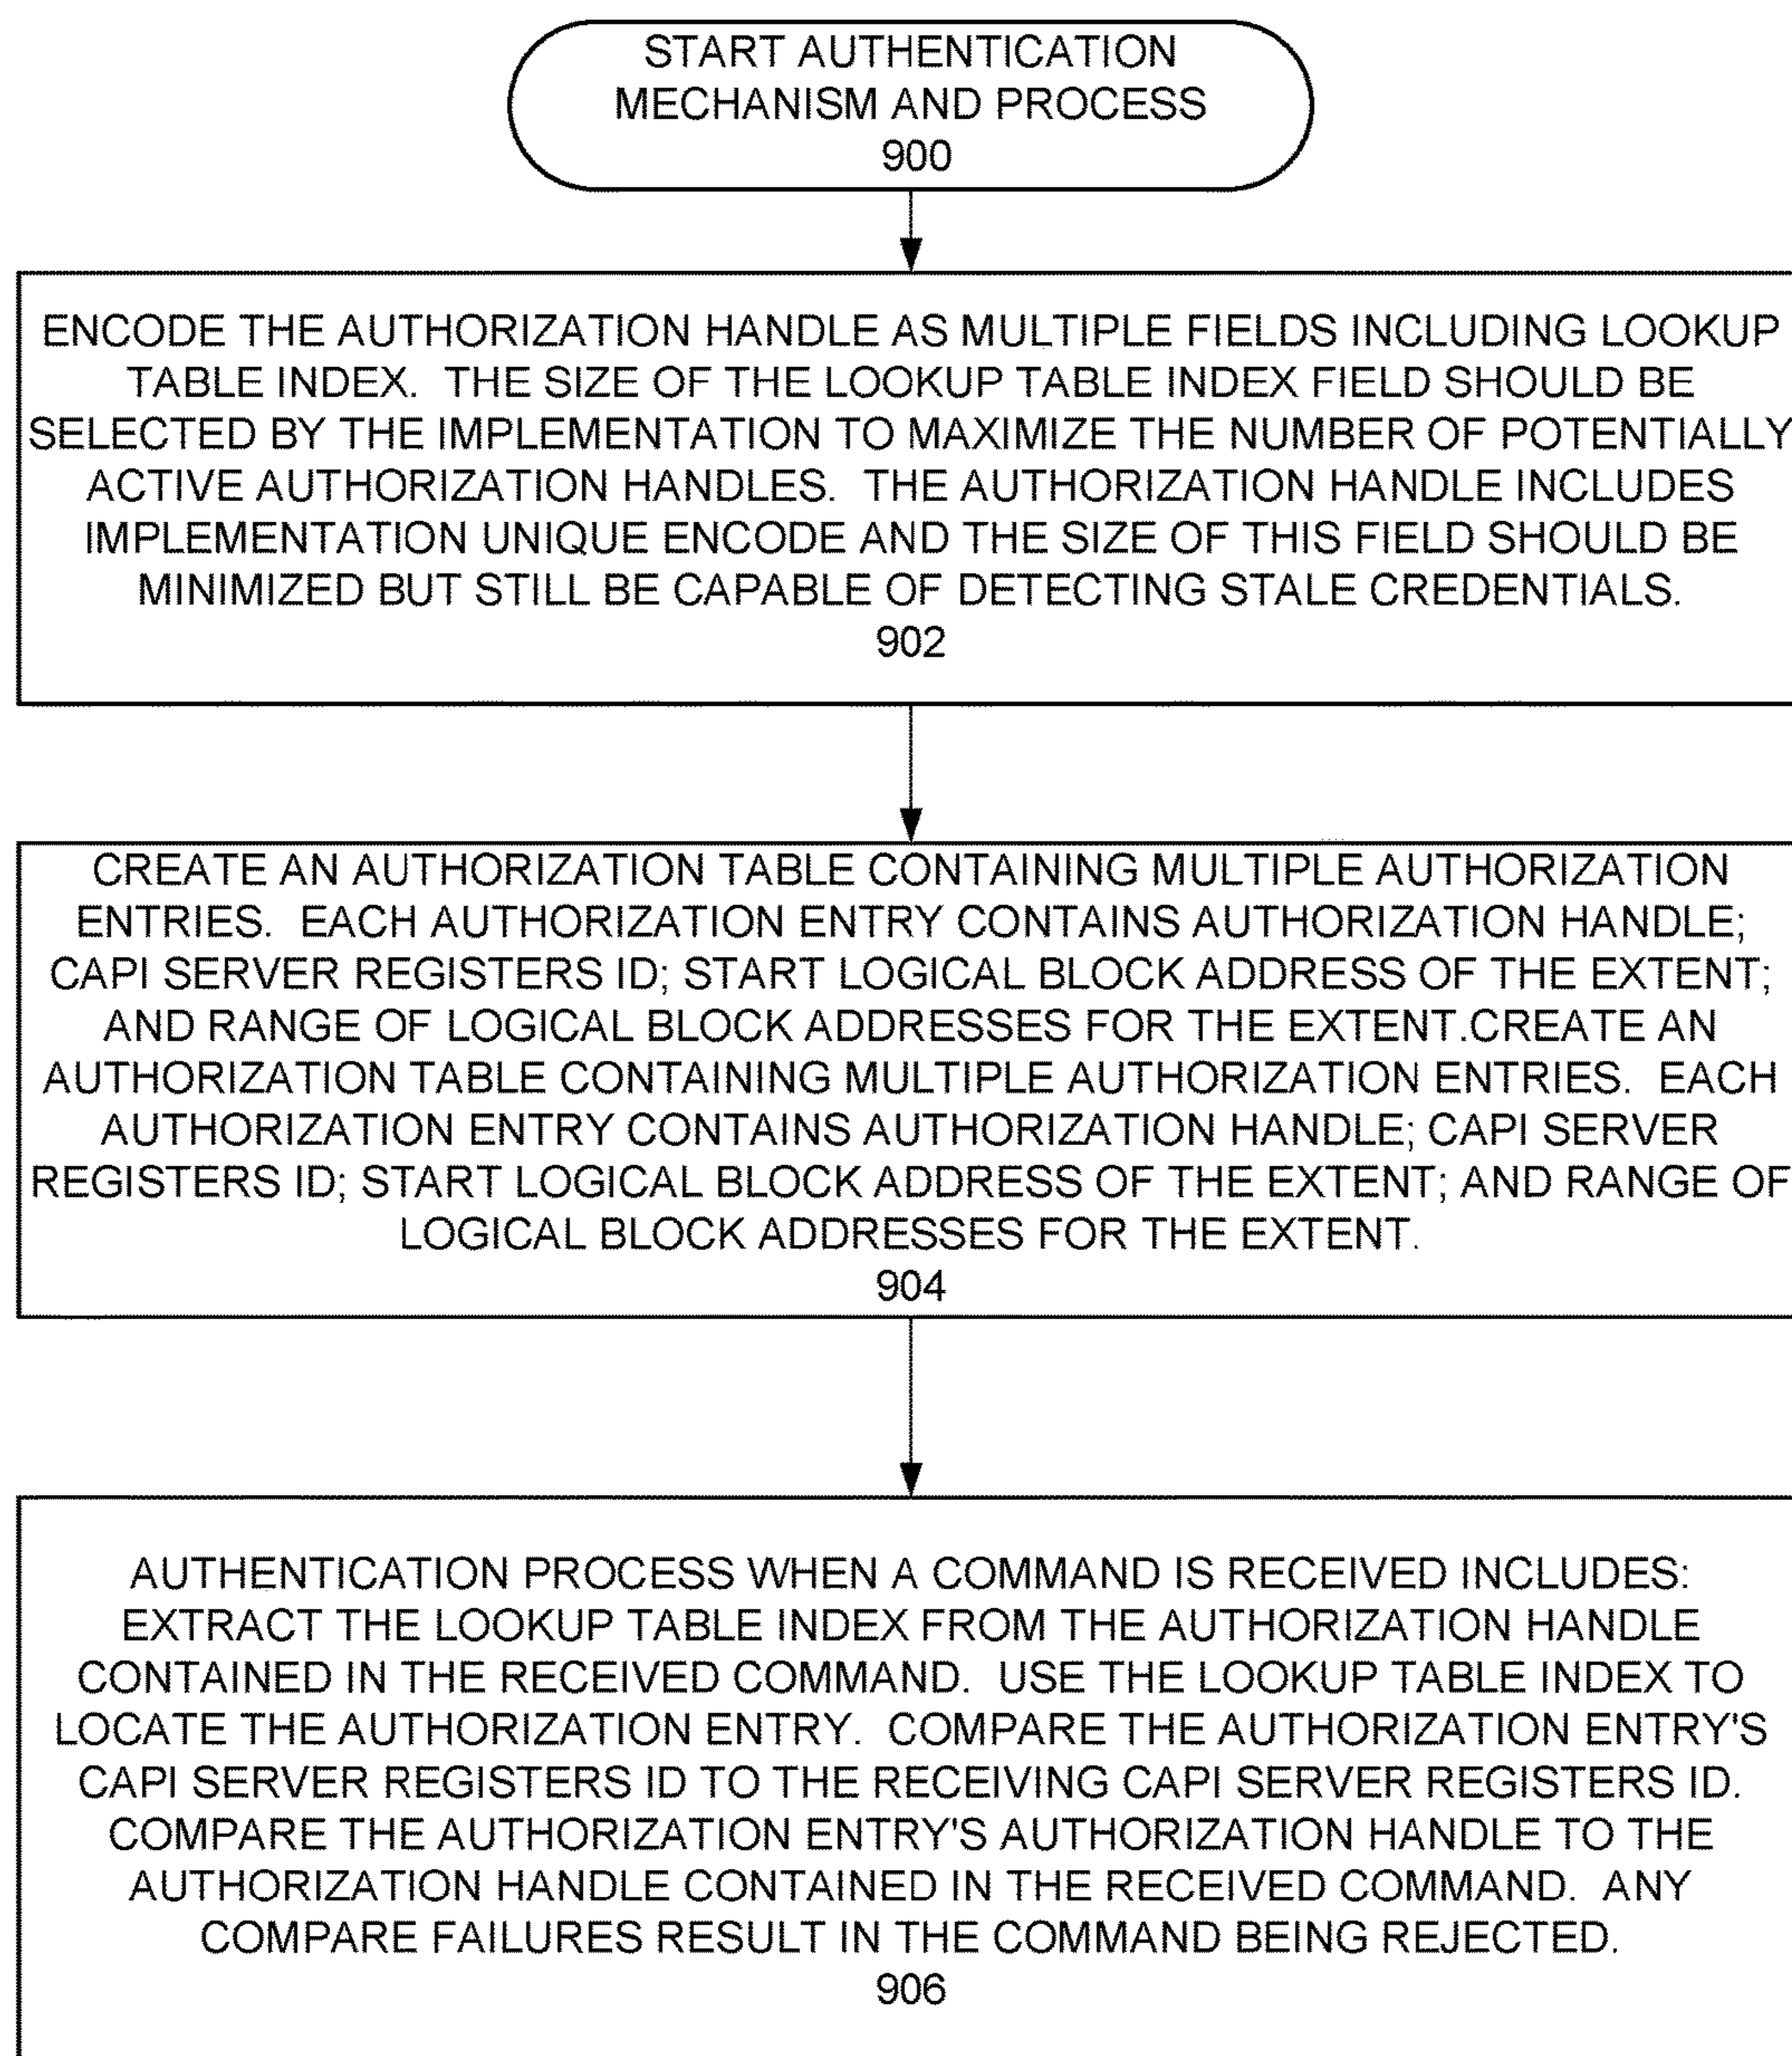 START AUTHENTICATION
MECHANISM AND PROCESS
900
ENCODE THE AUTHORIZATION HANDLE AS MULTIPLE FIELDS INCLUDING LOOKUP
TABLE INDEX.  THE SIZE OF THE LOOKUP TABLE INDEX FIELD SHOULD BE
SELECTED BY THE IMPLEMENTATION TO MAXIMIZE THE NUMBER OF POTENTIALLY
ACTIVE AUTHORIZATION HANDLES.  THE AUTHORIZATION HANDLE INCLUDES
IMPLEMENTATION UNIQUE ENCODE AND THE SIZE OF THIS FIELD SHOULD BE
MINIMIZED BUT STILL BE CAPABLE OF DETECTING STALE CREDENTIALS.
902
CREATE AN AUTHORIZATION TABLE CONTAINING MULTIPLE AUTHORIZATION
ENTRIES.  EACH AUTHORIZATION ENTRY CONTAINS AUTHORIZATION HANDLE;
CAPI SERVER REGISTERS ID; START LOGICAL BLOCK ADDRESS OF THE EXTENT;
AND RANGE OF LOGICAL BLOCK ADDRESSES FOR THE EXTENT.CREATE AN
AUTHORIZATION TABLE CONTAINING MULTIPLE AUTHORIZATION ENTRIES.  EACH
AUTHORIZATION ENTRY CONTAINS AUTHORIZATION HANDLE; CAPI SERVER
REGISTERS ID; START LOGICAL BLOCK ADDRESS OF THE EXTENT; AND RANGE OF
LOGICAL BLOCK ADDRESSES FOR THE EXTENT.
904
AUTHENTICATION PROCESS WHEN A COMMAND IS RECEIVED INCLUDES:
EXTRACT THE LOOKUP TABLE INDEX FROM THE AUTHORIZATION HANDLE
CONTAINED IN THE RECEIVED COMMAND.  USE THE LOOKUP TABLE INDEX TO
LOCATE THE AUTHORIZATION ENTRY.  COMPARE THE AUTHORIZATION ENTRY'S
CAPI SERVER REGISTERS ID TO THE RECEIVING CAPI SERVER REGISTERS ID.
COMPARE THE AUTHORIZATION ENTRY'S AUTHORIZATION HANDLE TO THE
AUTHORIZATION HANDLE CONTAINED IN THE RECEIVED COMMAND.  ANY
COMPARE FAILURES RESULT IN THE COMMAND BEING REJECTED.
906